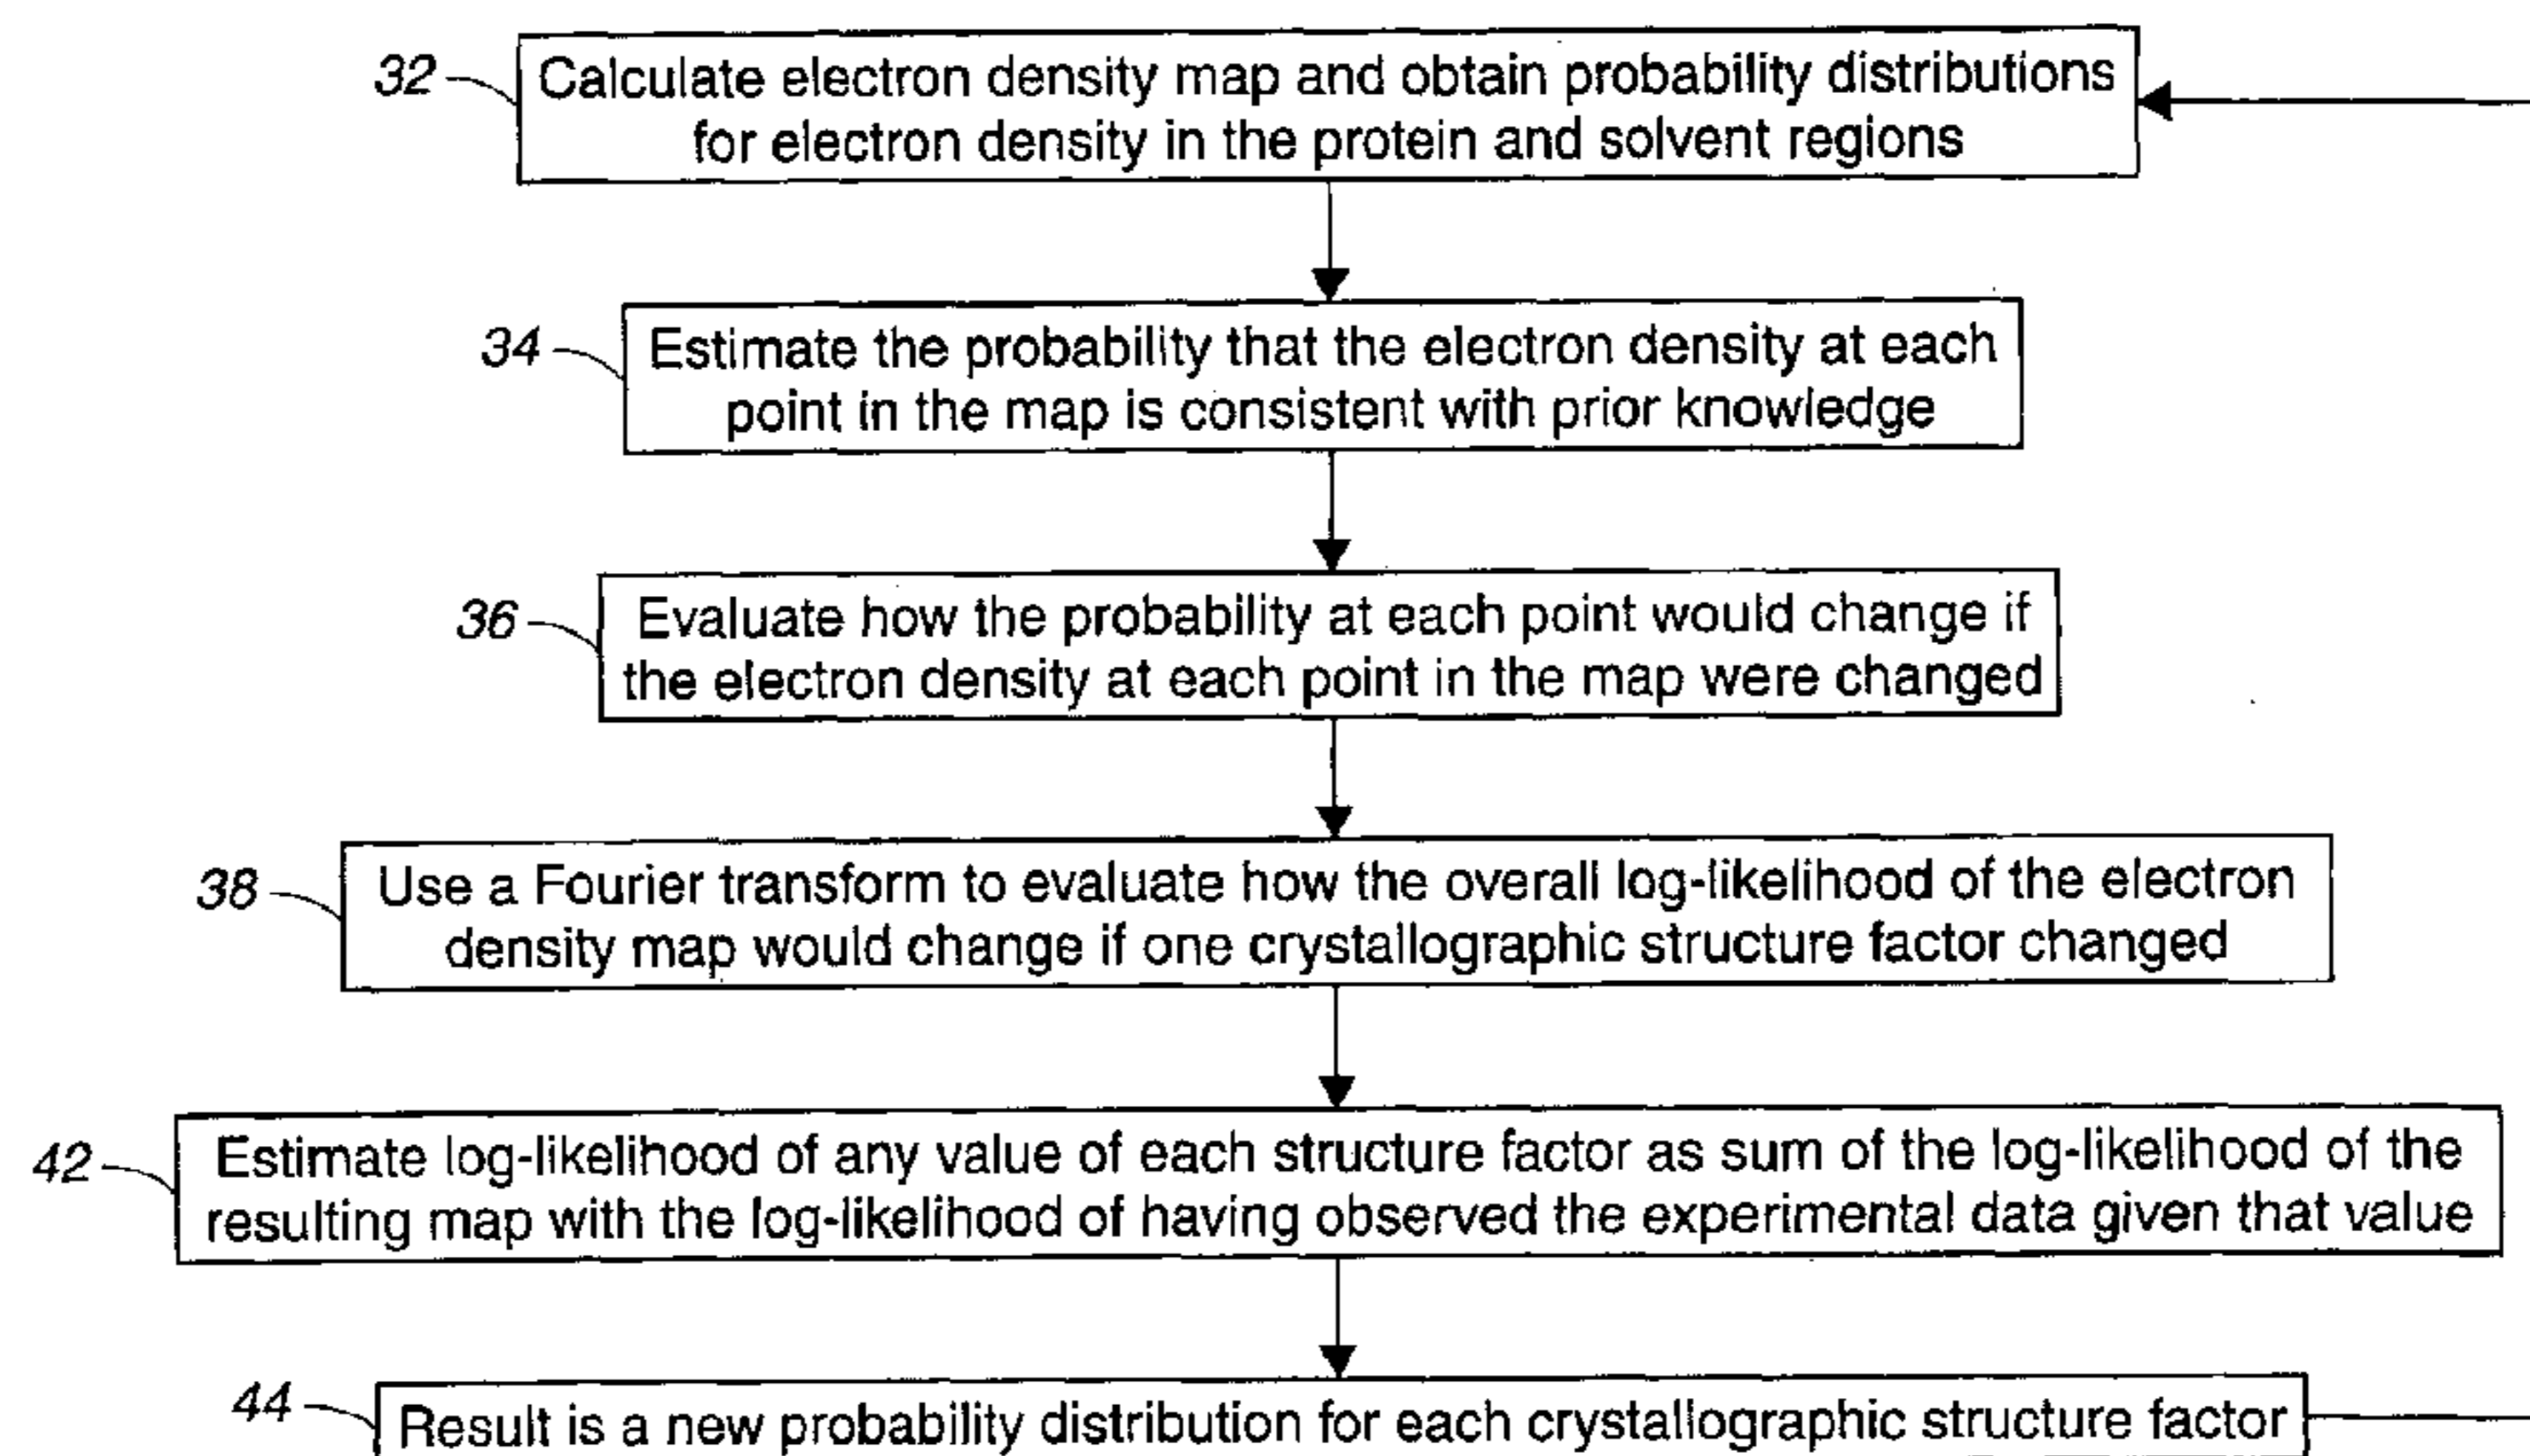 32
Calculate electron density map and obtain probability distributions
for electron density in the protein and solvent regions
34
Estimate the probability that the electron density at each
point in the map is consistent with prior knowledge
36
Evaluate how the probability at each point would change if
the electron density at each point in the map were changed
38
Use a Fourier transform to evaluate how the overall log-likelihood of the electron
density map would change if one crystallographic structure factor changed
42
Estimate log-likelihood of any value of each structure factor as sum of the log-likelihood of the
resulting map with the log-likelihood of having observed the experimental data given that value
44
Result is a new probability distribution for each crystallographic structure factor